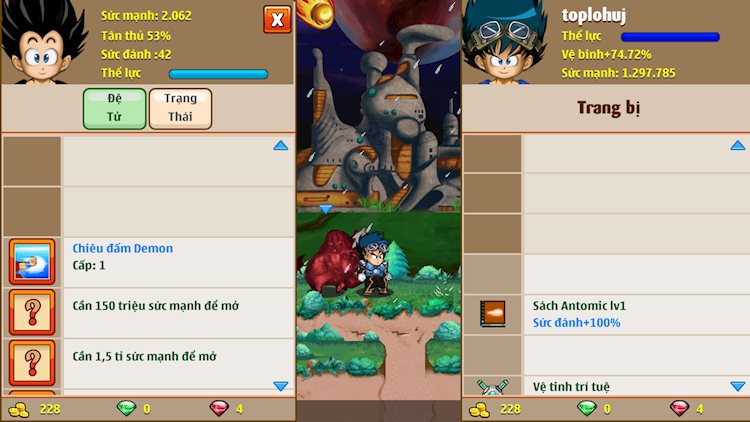 Sức mạnh: 2.062
Tân thủ 53%
Sức đánh :42
Thể lực
X
Đệ
Tử
Trạng
Thái
Chiêu đấm Demon
Cấp: 1
Cần 150 triệu sức mạnh để mở
Cần 1,5 tỉ sức mạnh để mở
228
0
4
toplohuj
Thể lực
Vệ binh+74.72%
Sức mạnh: 1.297.785
Trang bị
Sách Antomic lv1
Sức đánh+100%
Vệ tinh trí tuệ
228
0
4